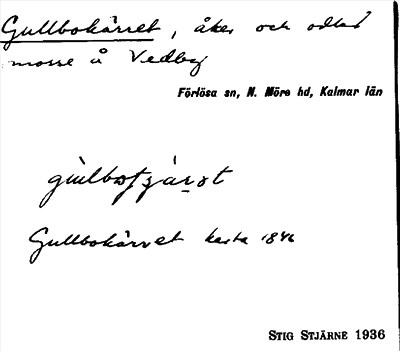 Gullbokärret, åker och odlad
mosse å Vedby
Förlösa sn, N. Möre hd, Kalmar län
Gullbokärret karta 1846
STIG STJÄRNE 1936